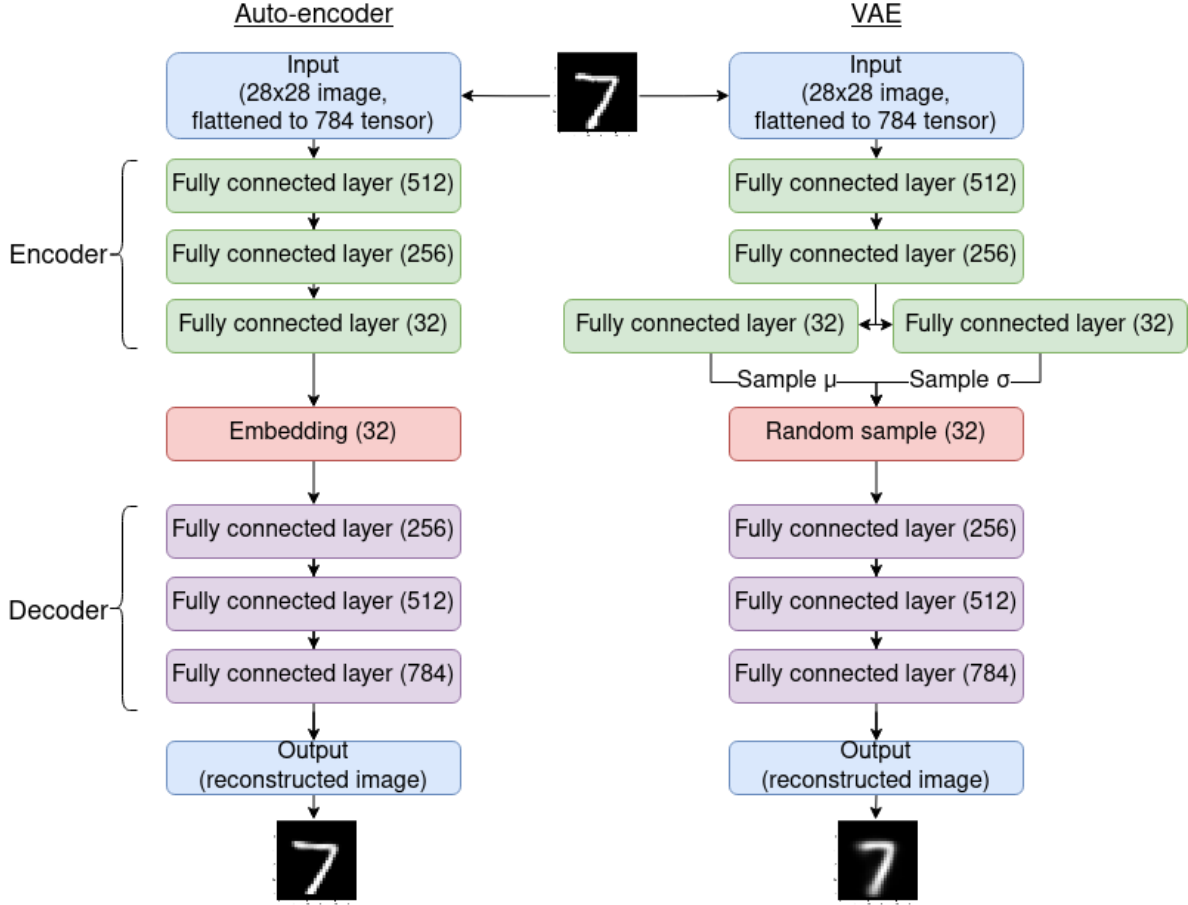 Auto-encoder
Input
(28x28 image,
flattened to 784 tensor)
Encoder
Fully connected layer (512)
Fully connected layer (256)
Fully connected layer (32)
Embedding (32)
Decoder
Fully connected layer (256)
Fully connected layer (512)
Fully connected layer (784)
Output
(reconstructed image)
7
7
VAE
Input
(28x28 image,
flattened to 784 tensor)
Fully connected layer (512)
Fully connected layer (256)
Fully connected layer (32)
Fully connected layer (32)
Sample μ
Sample σ
Random sample (32)
Fully connected layer (256)
Fully connected layer (512)
Fully connected layer (784)
Output
(reconstructed image)
7